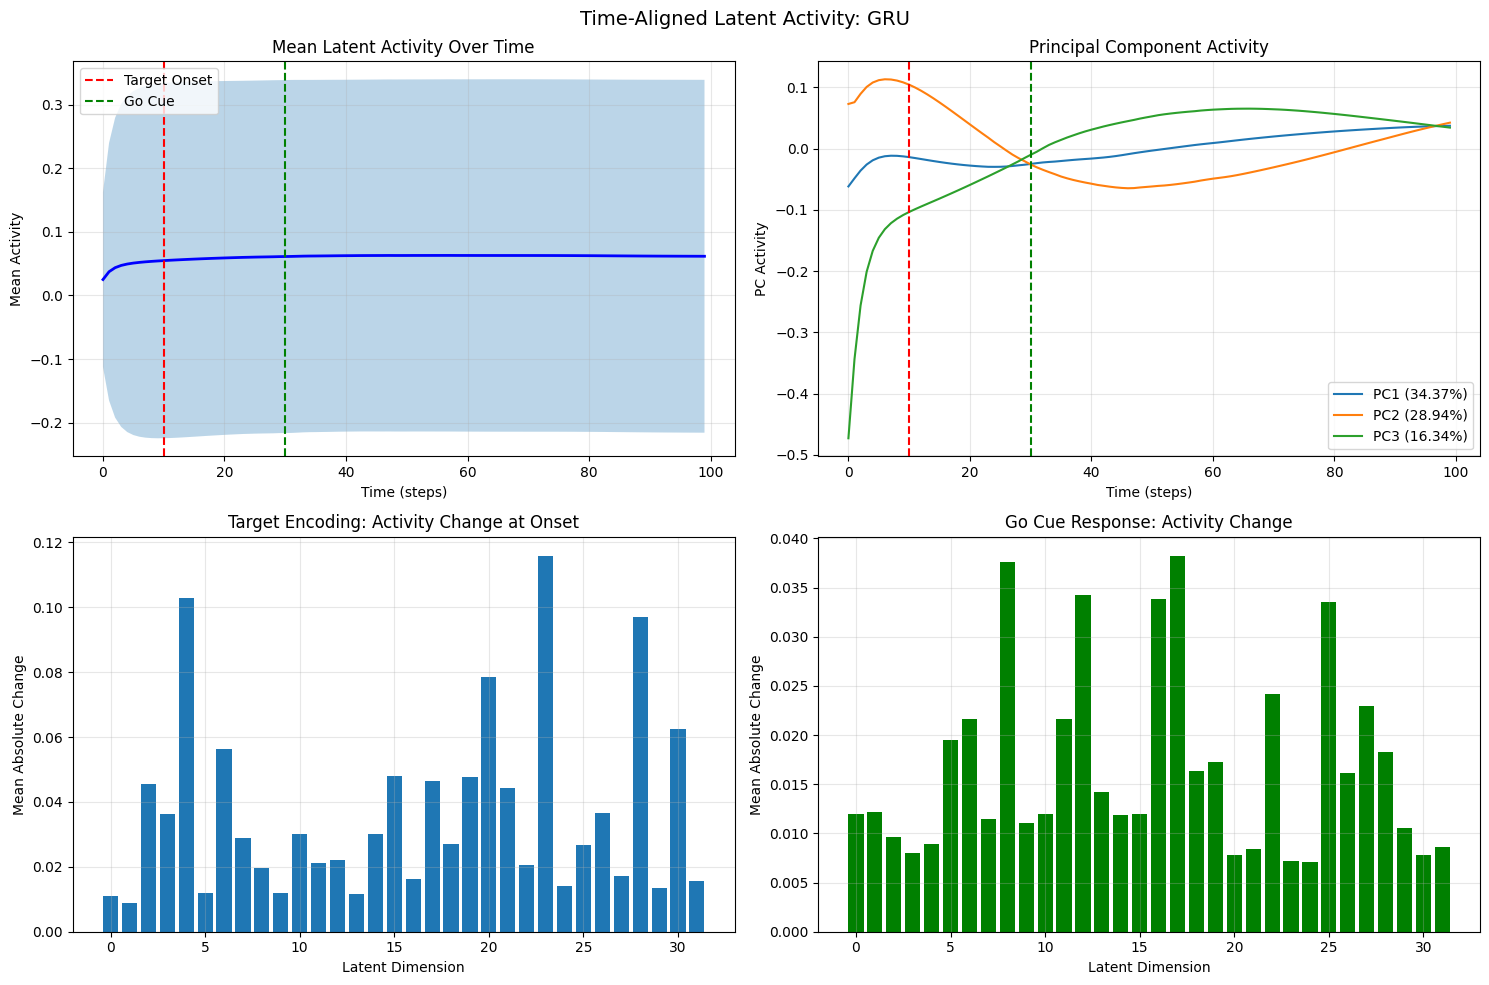 Time-Aligned Latent Activity: GRU
Mean Latent Activity Over Time
Target Onset
Go Cue
Mean Activity
0.3
0.2
0.1
0.0
−0.1
−0.2
0 20 40 60 80 100
Time (steps)
Principal Component Activity
PC Activity
0.1
0.0
−0.1
−0.2
−0.3
−0.4
−0.5
PC1 (34.37%)
PC2 (28.94%)
PC3 (16.34%)
0 20 40 60 80 100
Time (steps)
Target Encoding: Activity Change at Onset
Mean Absolute Change
0.12
0.10
0.08
0.06
0.04
0.02
0.00
0 5 10 15 20 25 30
Latent Dimension
Go Cue Response: Activity Change
Mean Absolute Change
0.040
0.035
0.030
0.025
0.020
0.015
0.010
0.005
0.000
0 5 10 15 20 25 30
Latent Dimension